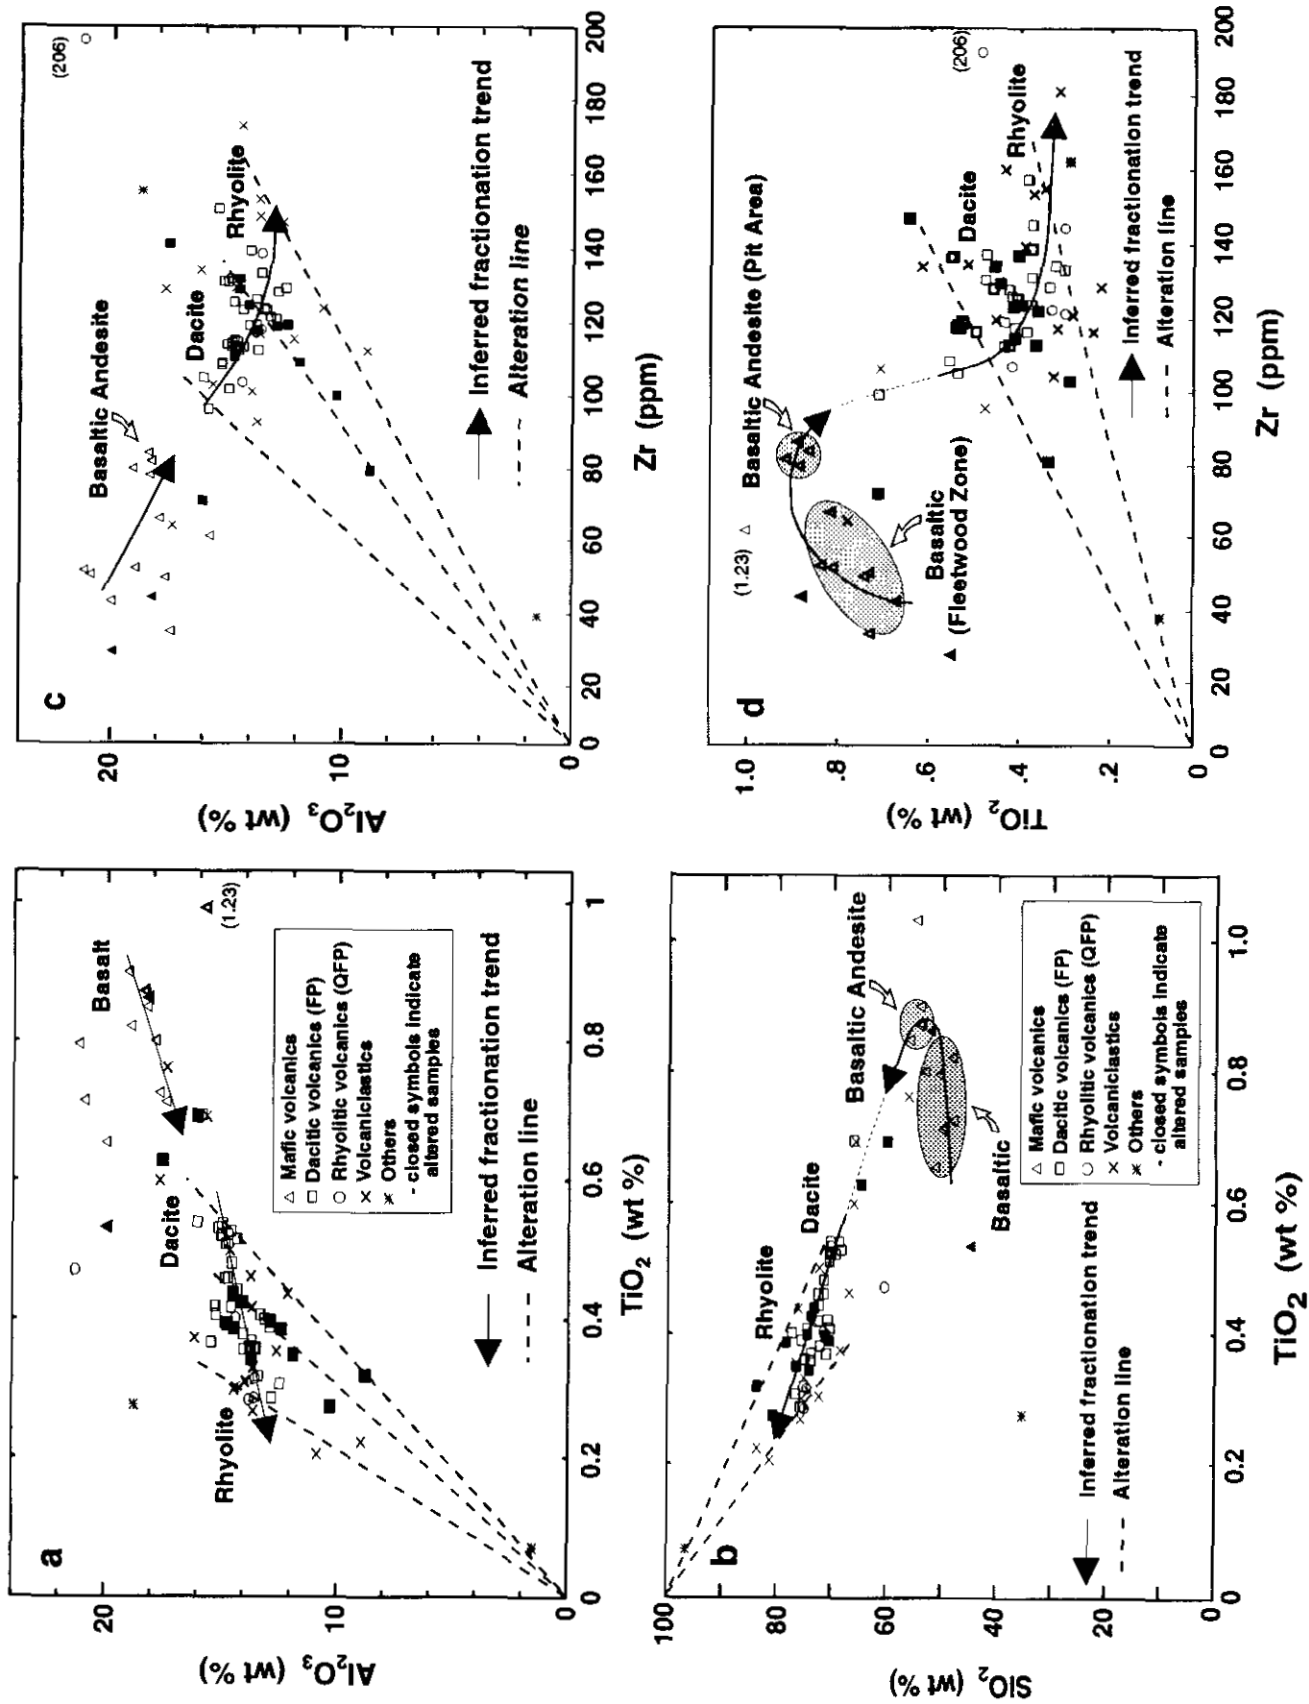 a
Al₂O₃ (wt %)
20
10
0
Basalt
Dacite
Rhyolite
(1.23)
△ Mafic volcanics
□ Dacitic volcanics (FP)
○ Rhyolitic volcanics (QFP)
× Volcaniclastics
✳ Others
- closed symbols indicate
altered samples
Inferred fractionation trend
Alteration line
0
0.2
0.4
0.6
0.8
1
TiO₂ (wt %)
b
SiO₂ (wt %)
100
80
60
40
20
0
Rhyolite
Dacite
Basaltic Andesite
Basaltic
△ Mafic volcanics
□ Dacitic volcanics (FP)
○ Rhyolitic volcanics (QFP)
× Volcaniclastics
✳ Others
- closed symbols indicate
altered samples
Inferred fractionation trend
Alteration line
0
0.2
0.4
0.6
0.8
1.0
TiO₂ (wt %)
c
Al₂O₃ (wt %)
20
10
0
Basaltic Andesite
Dacite
Rhyolite
(206)
Inferred fractionation trend
Alteration line
0
20
40
60
80
100
120
140
160
180
200
Zr (ppm)
d
TiO₂ (wt %)
1.0
.8
.6
.4
.2
0
(1.23)
Basaltic Andesite (Pit Area)
Basaltic
(Fleetwood Zone)
Dacite
Rhyolite
(206)
Inferred fractionation trend
Alteration line
0
20
40
60
80
100
120
140
160
180
200
Zr (ppm)